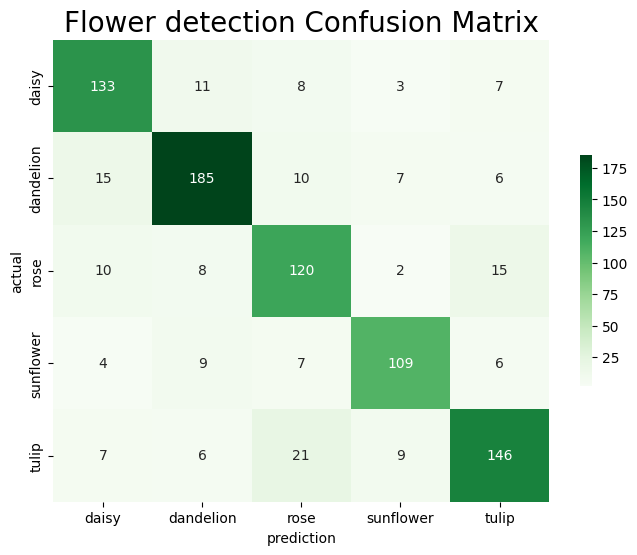 Flower detection Confusion Matrix
actual
daisy 133 11 8 3 7
dandelion 15 185 10 7 6
rose 10 8 120 2 15
sunflower 4 9 7 109 6
tulip 7 6 21 9 146
daisy dandelion rose sunflower tulip
prediction
175
150
125
100
75
50
25